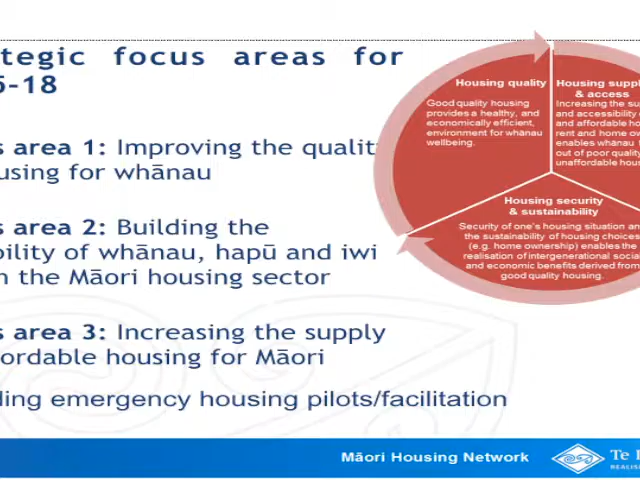 tegic focus areas for
-18
area 1: Improving the quality
using for whānau
area 2: Building the
bility of whānau, hapū and iwi
n the Māori housing sector
area 3: Increasing the supply
fordable housing for Māori
ding emergency housing pilots/facilitation
Housing quality
Good quality housing
provides a healthy, and
economically efficient,
environment for whānau
wellbeing.
Housing suppl
& access
Increasing the su
and accessibility
and affordable ho
rent and home ow
enables whānau
out of poor quality
unaffordable hous
Housing security
& sustainability
Security of one's housing situation an
the sustainability of housing choices
(e.g. home ownership) enables the
realisation of intergenerational social
and economic benefits derived from
good quality housing.
Māori Housing Network
Te
REALIS